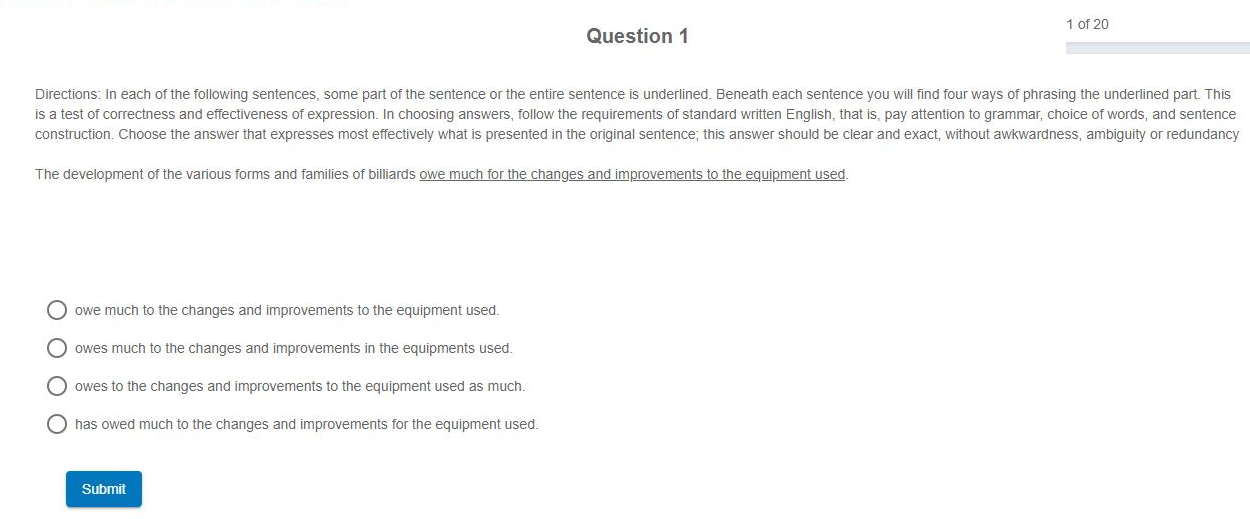 Question 1
1 of 20
Directions: In each of the following sentences, some part of the sentence or the entire sentence is underlined. Beneath each sentence you will find four ways of phrasing the underlined part. This
is a test of correctness and effectiveness of expression. In choosing answers, follow the requirements of standard written English, that is, pay attention to grammar, choice of words, and sentence
construction. Choose the answer that expresses most effectively what is presented in the original sentence; this answer should be clear and exact, without awkwardness, ambiguity or redundancy
The development of the various forms and families of billiards owe much for the changes and improvements to the equipment used.
owe much to the changes and improvements to the equipment used.
owes much to the changes and improvements in the equipments used.
owes to the changes and improvements to the equipment used as much.
has owed much to the changes and improvements for the equipment used.
Submit